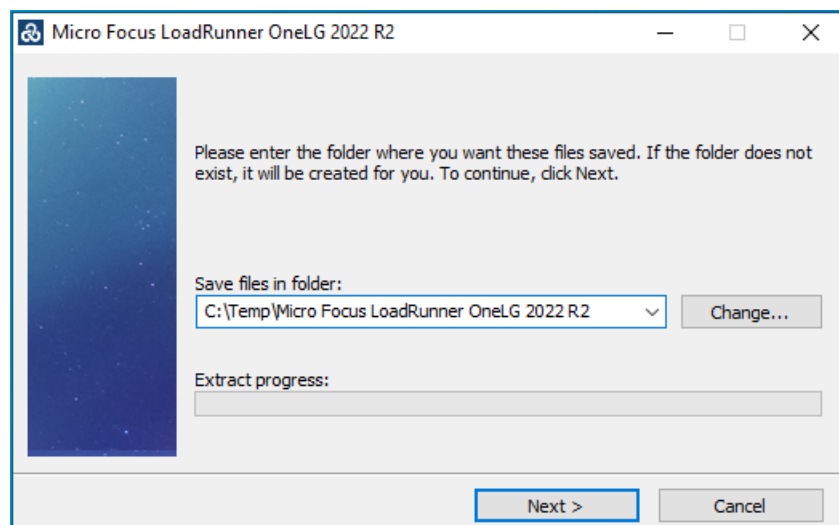 Micro Focus LoadRunner OneLG 2022 R2
Please enter the folder where you want these files saved. If the folder does not
exist, it will be created for you. To continue, click Next.
Save files in folder:
C:\Temp\Micro Focus LoadRunner OneLG 2022 R2
Change...
Extract progress:
Next >
Cancel